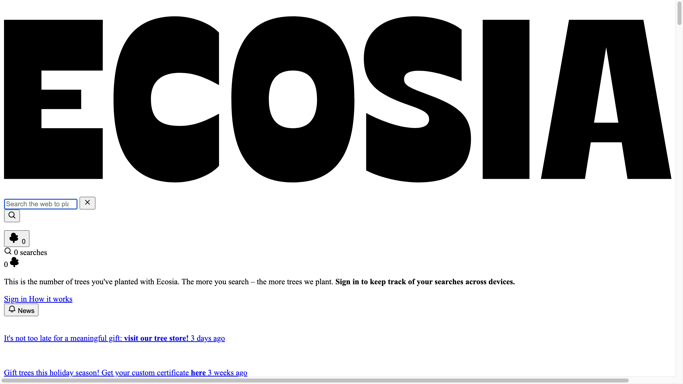 ECOSIA
Search the web to pl
0
0 searches
0
This is the number of trees you've planted with Ecosia. The more you search – the more trees we plant. Sign in to keep track of your searches across devices.
Sign in How it works
News
It's not too late for a meaningful gift: visit our tree store! 3 days ago
Gift trees this holiday season! Get your custom certificate here 3 weeks ago